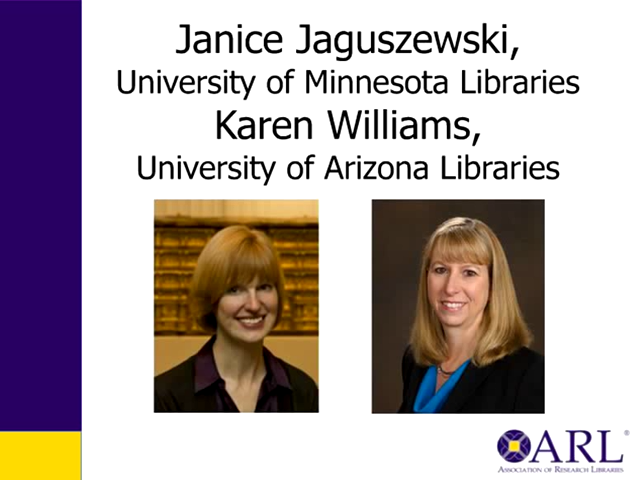 Janice Jaguszewski,
University of Minnesota Libraries
Karen Williams,
University of Arizona Libraries
ARL®
ASSOCIATION OF RESEARCH LIBRARIES